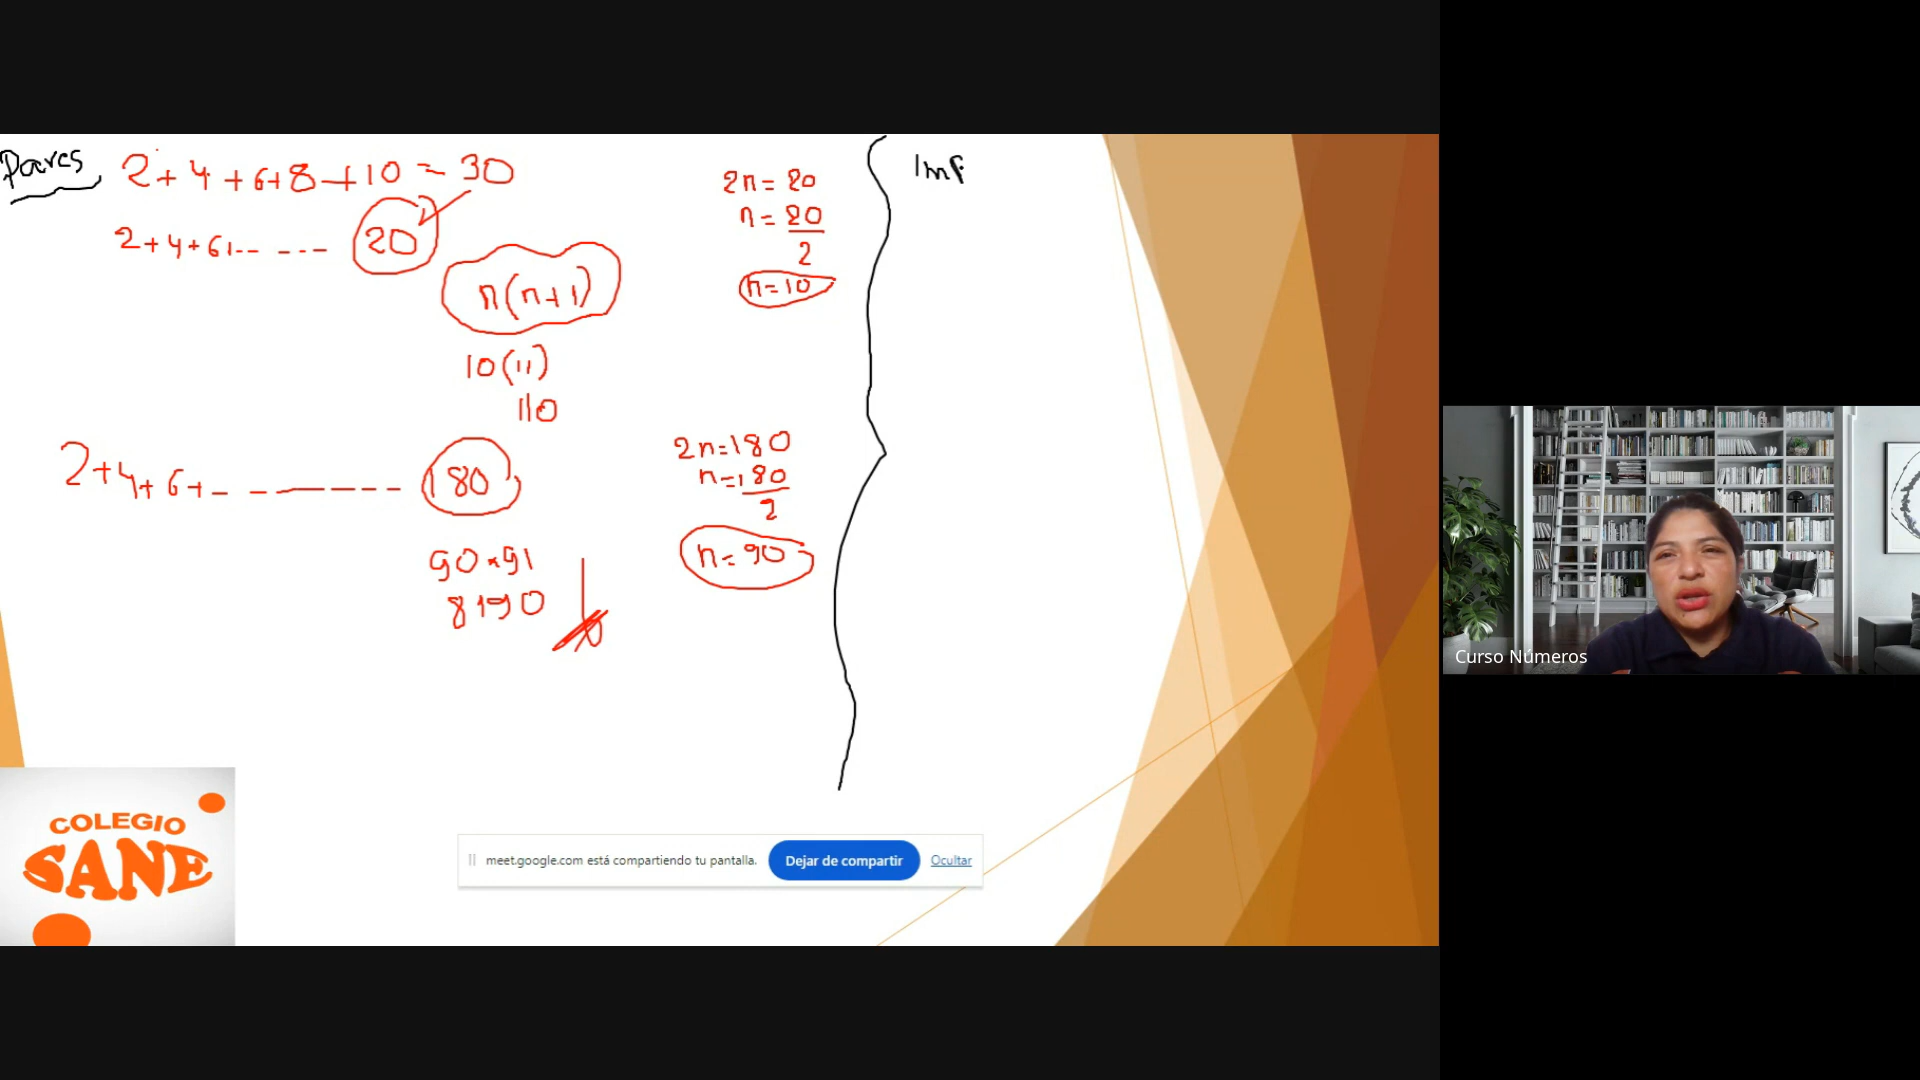 Pares 2+4+6+8+10=30
2+4+6+----- 20
n(n+1)
10(11)
110
2n=20
n=20
2
n=10
2+4+6+-------- 180
90×91
8190
2n=180
n=180
2
n=90
Imp
COLEGIO
SANE
meet.google.com está compartiendo tu pantalla. Dejar de compartir Ocultar
Curso Números